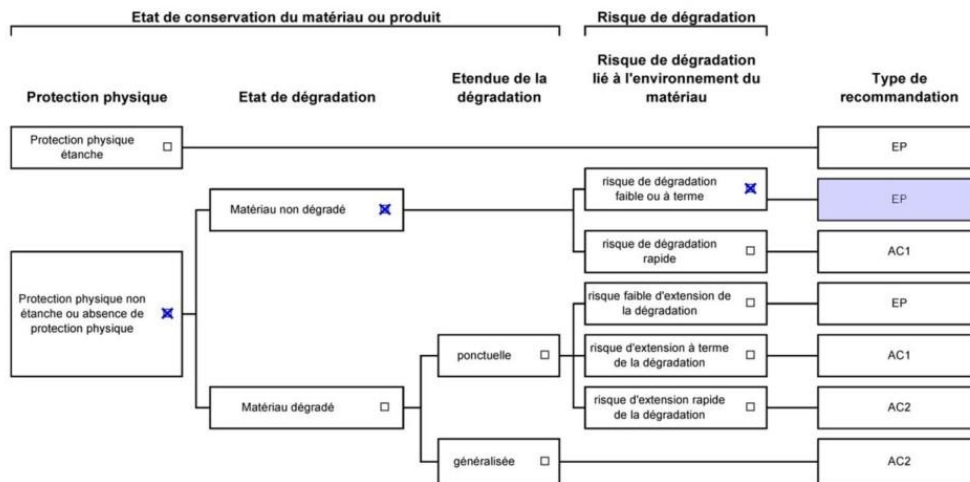 Etat de conservation du matériau ou produit
Risque de dégradation
Protection physique
Etat de dégradation
Etendue de la
dégradation
Risque de dégradation
lié à l'environnement du
matériau
Type de
recommandation
Protection physique
étanche
EP
Protection physique non
étanche ou absence de
protection physique
Matériau non dégradé
risque de dégradation
faible ou à terme
EP
risque de dégradation
rapide
AC1
Matériau dégradé
ponctuelle
risque faible d'extension de
la dégradation
EP
risque d'extension à terme
de la dégradation
AC1
risque d'extension rapide
de la dégradation
AC2
généralisée
AC2